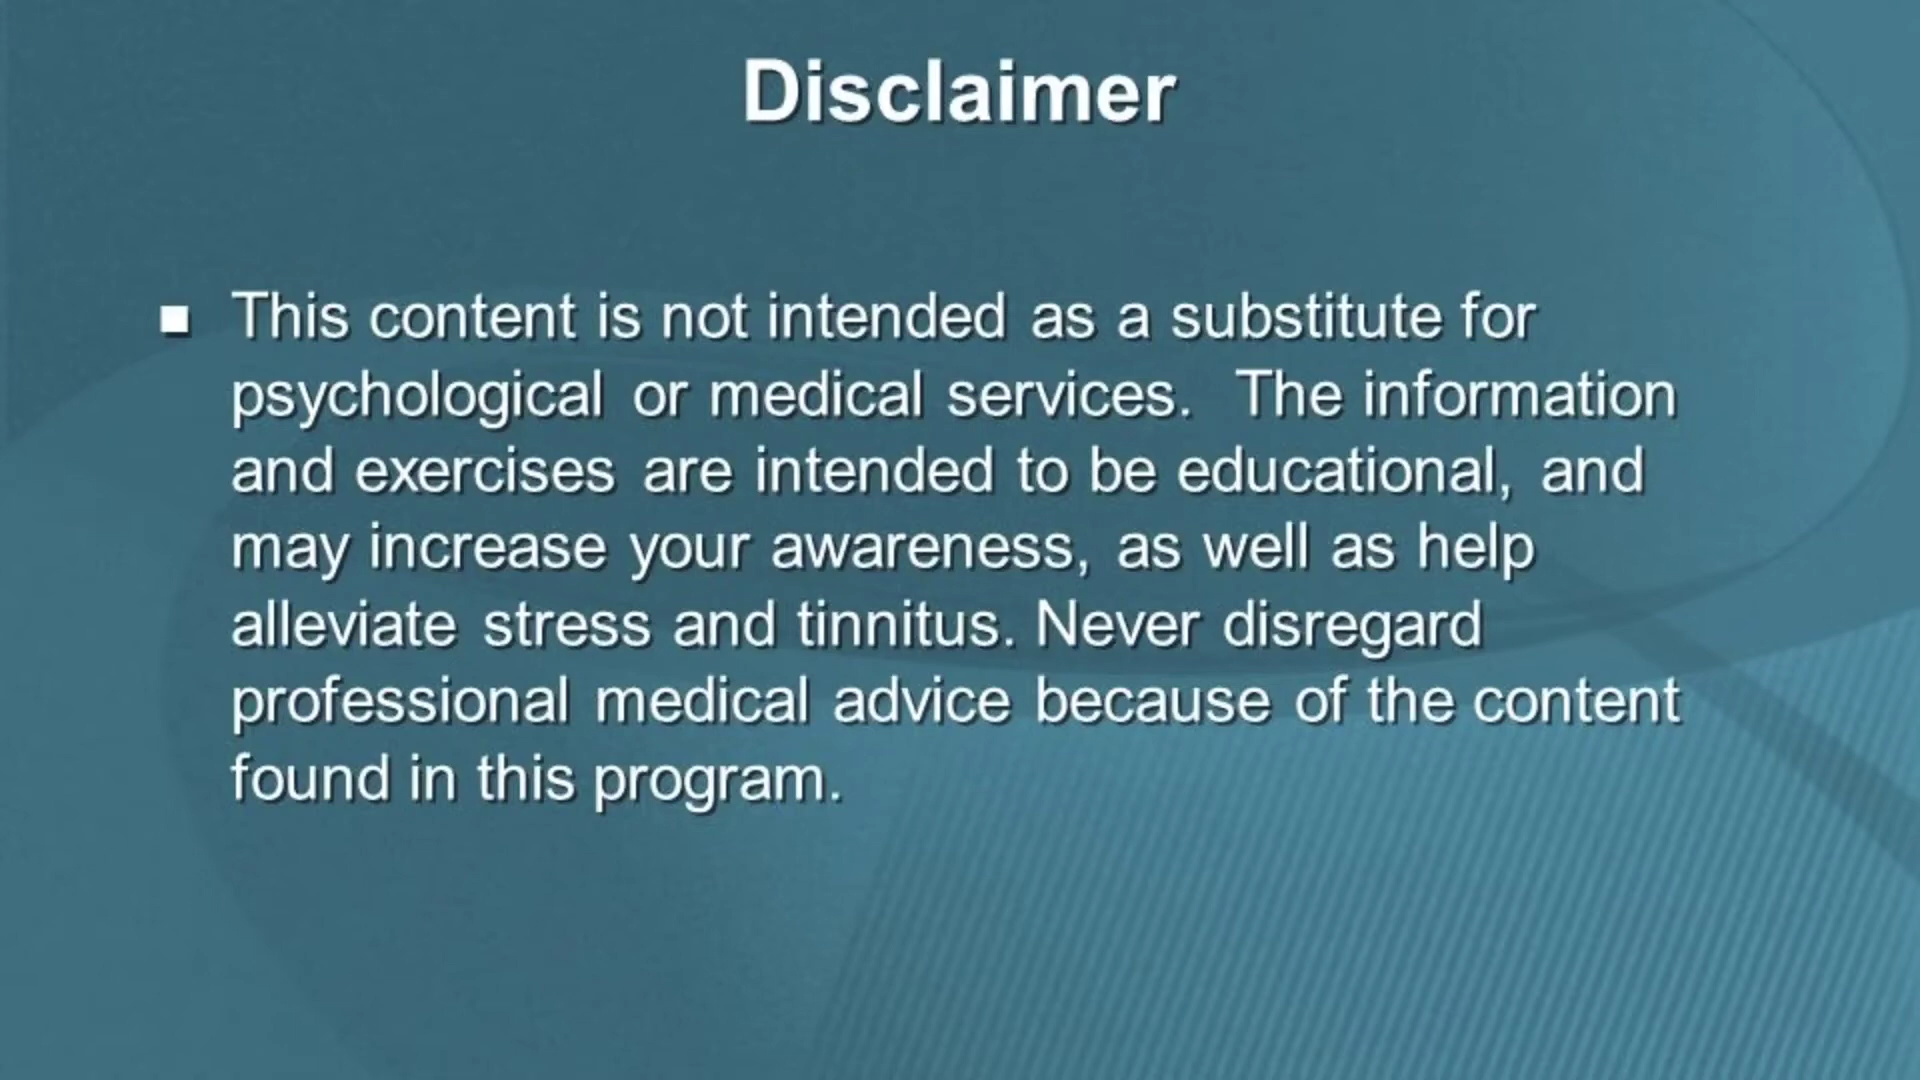 Disclaimer
This content is not intended as a substitute for
psychological or medical services. The information
and exercises are intended to be educational, and
may increase your awareness, as well as help
alleviate stress and tinnitus. Never disregard
professional medical advice because of the content
found in this program.